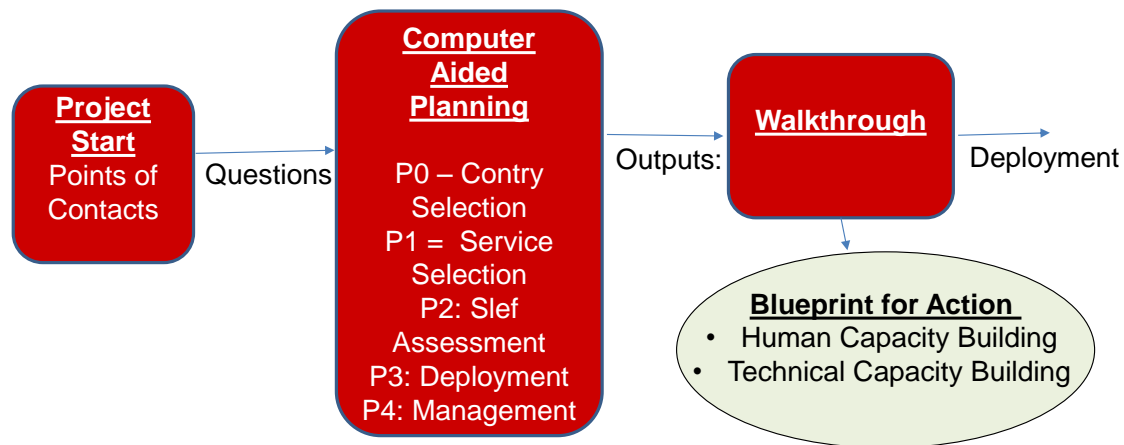 Project
Start
Points of
Contacts
Questions
Computer
Aided
Planning
P0 – Contry
Selection
P1 = Service
Selection
P2: Slef
Assessment
P3: Deployment
P4: Management
Outputs:
Walkthrough
Deployment
Blueprint for Action
• Human Capacity Building
• Technical Capacity Building